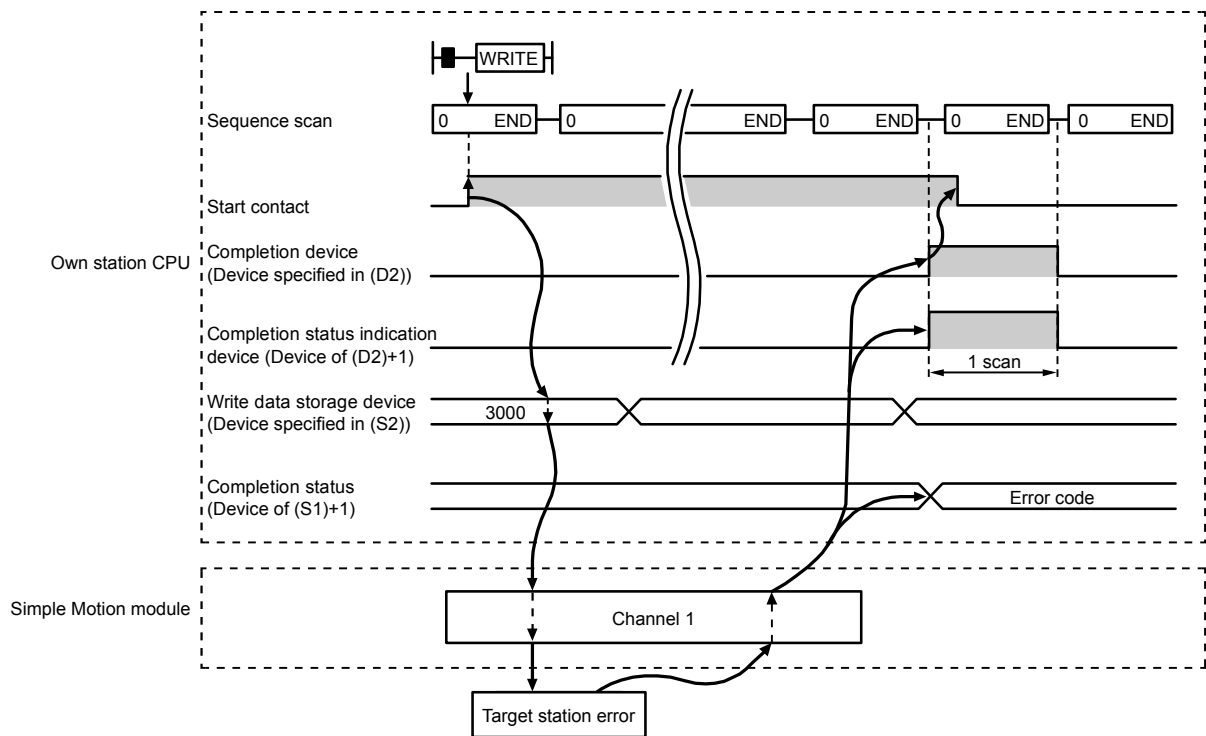 WRITE
Sequence scan
0 END 0 END 0 END 0 END 0 END
Start contact
Own station CPU
Completion device
(Device specified in (D2))
Completion status indication
device (Device of (D2)+1)
1 scan
Write data storage device
(Device specified in (S2))
3000
Completion status
(Device of (S1)+1)
Error code
Simple Motion module
Channel 1
Target station error